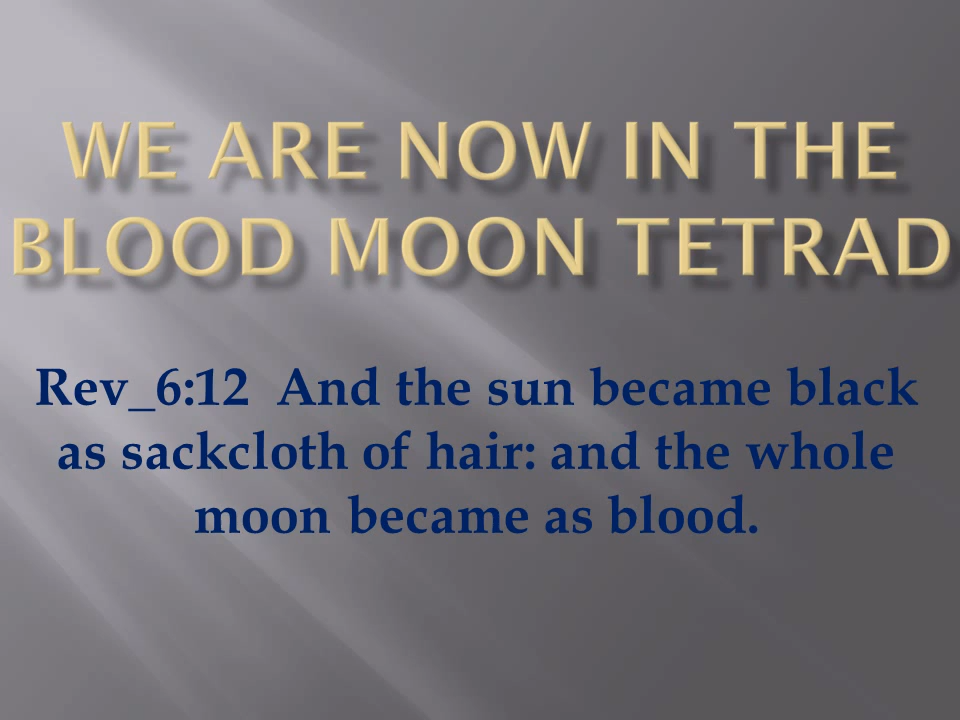 WE ARE NOW IN THE
BLOOD MOON TETRAD
Rev_6:12  And the sun became black
as sackcloth of hair: and the whole
moon became as blood.